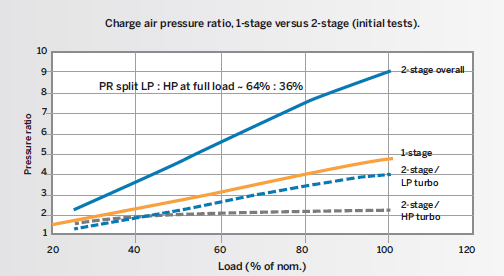 Charge air pressure ratio, 1-stage versus 2-stage (initial tests).
10
9
8
7
6
5
4
3
2
1
Pressure ratio
PR split LP : HP at full load ~ 64% : 36%
2-stage overall
1-stage
2-stage/
LP turbo
2-stage/
HP turbo
20
40
60
80
100
120
Load (% of nom.)